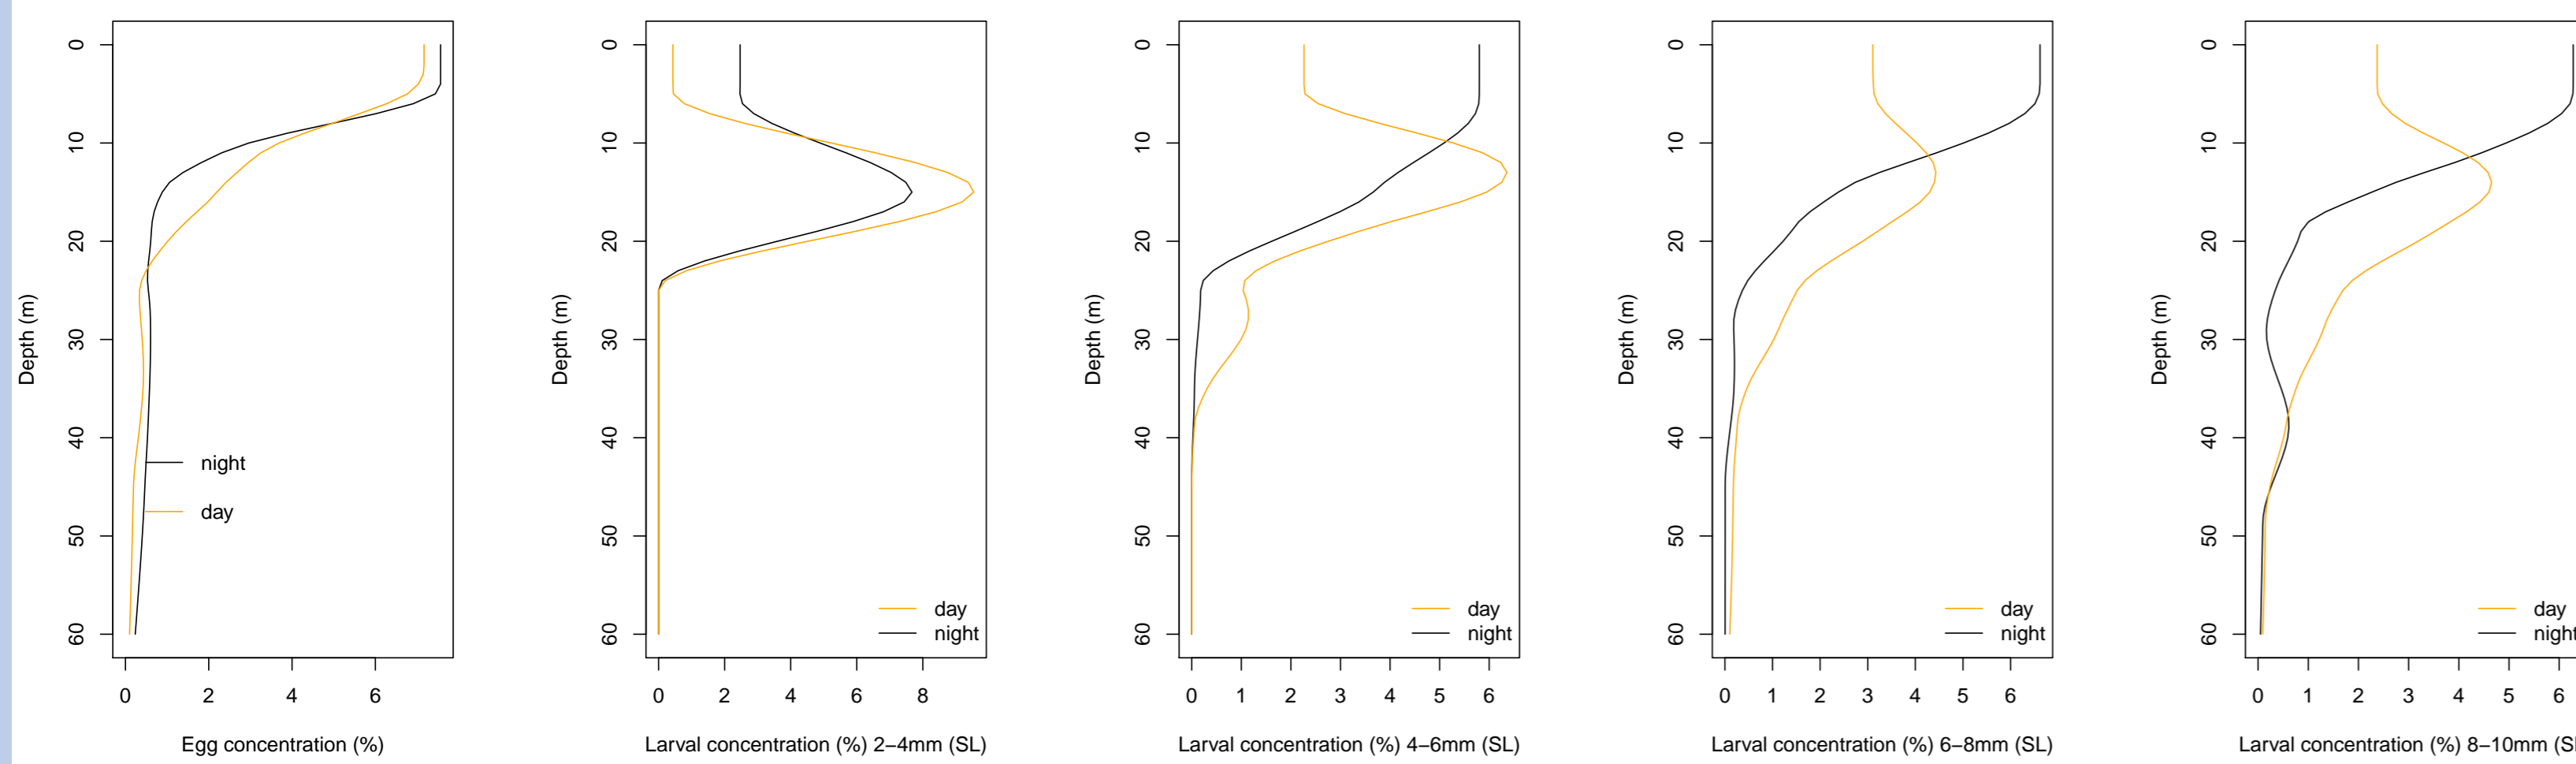 0
10
20
30
40
50
60
Depth (m)
night
day
0 2 4 6
Egg concentration (%)
0
10
20
30
40
50
60
Depth (m)
day
night
0 2 4 6 8
Larval concentration (%) 2–4mm (SL)
0
10
20
30
40
50
60
Depth (m)
day
night
0 1 2 3 4 5 6
Larval concentration (%) 4–6mm (SL)
0
10
20
30
40
50
60
Depth (m)
day
night
0 1 2 3 4 5 6
Larval concentration (%) 6–8mm (SL)
0
10
20
30
40
50
60
Depth (m)
day
night
0 1 2 3 4 5 6
Larval concentration (%) 8–10mm (S